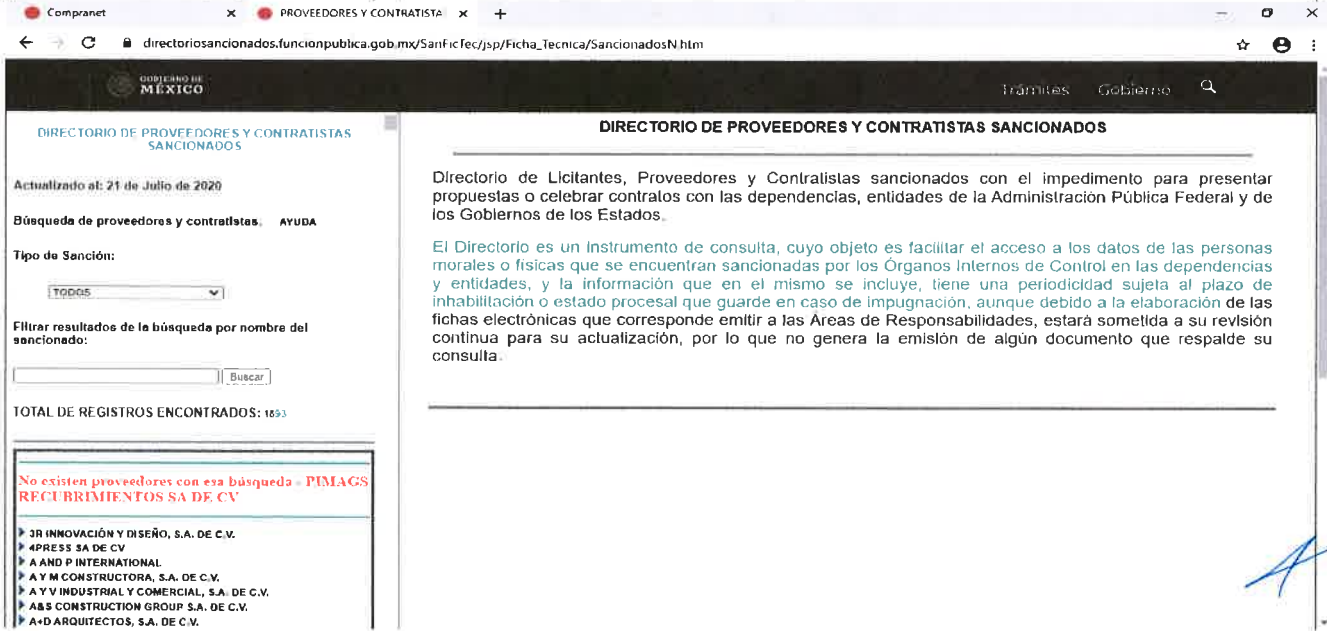 Compranet
PROVEEDORES Y CONTRATISTA
directoriosancionados.funcionpublica.gob.mx/SanFicTec/jsp/Ficha_Tecnica/SancionadosN.htm
GOBIERNO DE
MÉXICO
Trámites Gobierno
DIRECTORIO DE PROVEEDORES Y CONTRATISTAS
SANCIONADOS
Actualizado al: 21 de Julio de 2020
Búsqueda de proveedores y contratistas. AYUDA
Tipo de Sanción:
TODOS
Filtrar resultados de la búsqueda por nombre del
sancionado:
Buscar
TOTAL DE REGISTROS ENCONTRADOS:
No existen proveedores con esa búsqueda - PIMAGS
RECUBRIMIENTOS SA DE CV
3R INNOVACIÓN Y DISEÑO, S.A. DE C.V.
4PRESS SA DE CV
A AND P INTERNATIONAL
A Y M CONSTRUCTORA, S.A. DE C.V.
A Y V INDUSTRIAL Y COMERCIAL, S.A. DE C.V.
A&S CONSTRUCTION GROUP S.A. DE C.V.
A+D ARQUITECTOS, S.A. DE C.V.
DIRECTORIO DE PROVEEDORES Y CONTRATISTAS SANCIONADOS
Directorio de Licitantes, Proveedores y Contratistas sancionados con el impedimento para presentar
propuestas o celebrar contratos con las dependencias, entidades de la Administración Pública Federal y de
los Gobiernos de los Estados.
El Directorio es un instrumento de consulta, cuyo objeto es facilitar el acceso a los datos de las personas
morales o físicas que se encuentran sancionadas por los Órganos Internos de Control en las dependencias
y entidades, y la información que en el mismo se incluye, tiene una periodicidad sujeta al plazo de
inhabilitación o estado procesal que guarde en caso de impugnación, aunque debido a la elaboración de las
fichas electrónicas que corresponde emitir a las Áreas de Responsabilidades, estará sometida a su revisión
continua para su actualización, por lo que no genera la emisión de algún documento que respalde su
consulta.